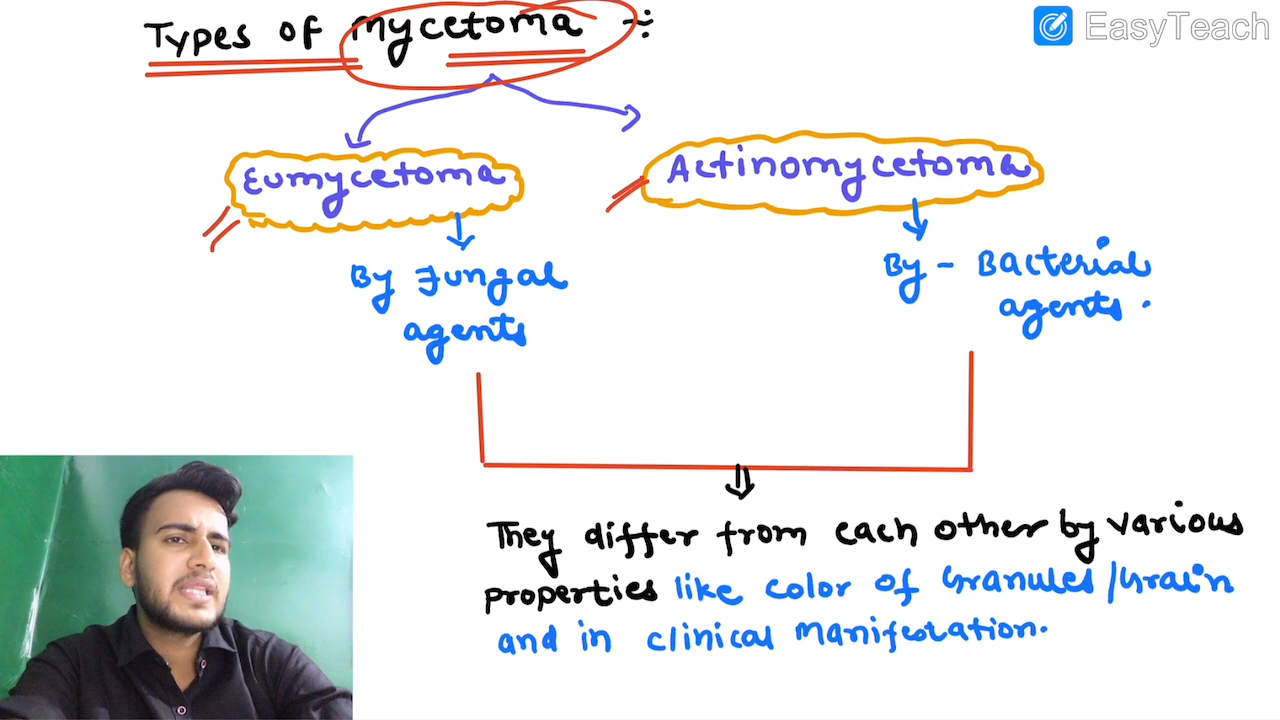 Types of Mycetoma ÷
EasyTeach
Eumycetoma
Actinomycetoma
By Fungal
agents
By - Bacterial
agents.
They differ from each other by various
properties like color of Granules/Grain
and in clinical Manifestation.